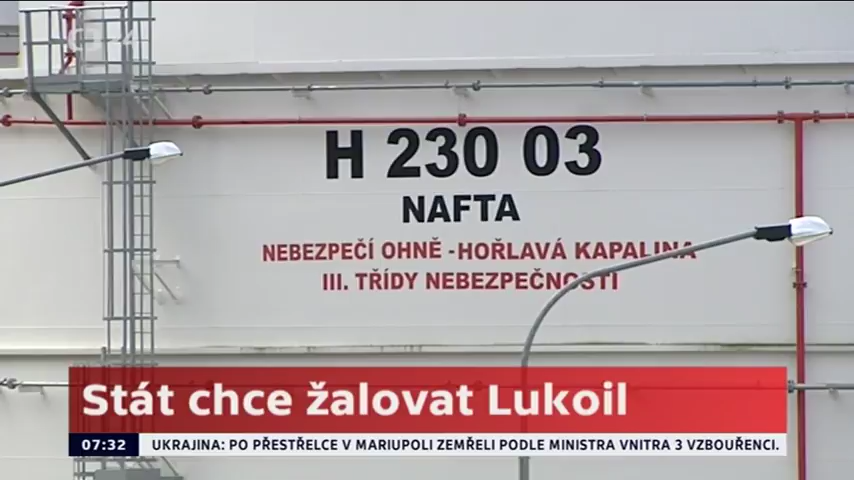 H 230 03
NAFTA
NEBEZPEČÍ OHNĚ - HOŘLAVÁ KAPALINA
III. TŘÍDY NEBEZPEČNOSTI
Stát chce žalovat Lukoil
07:32 UKRAJINA: PO PŘESTŘELCE V MARIUPOLI ZEMŘELI PODLE MINISTRA VNITRA 3 VZBOUŘENCI.